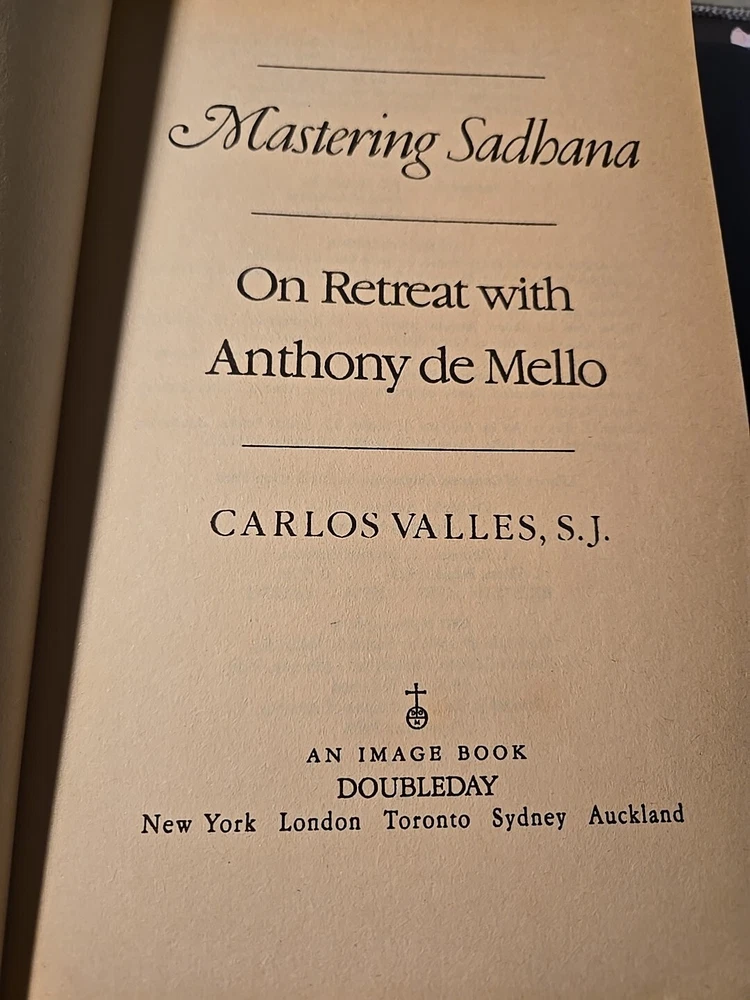 Mastering Sadhana
On Retreat with
Anthony de Mello
CARLOS VALLES, S.J.
AN IMAGE BOOK
DOUBLEDAY
New York London Toronto Sydney Auckland